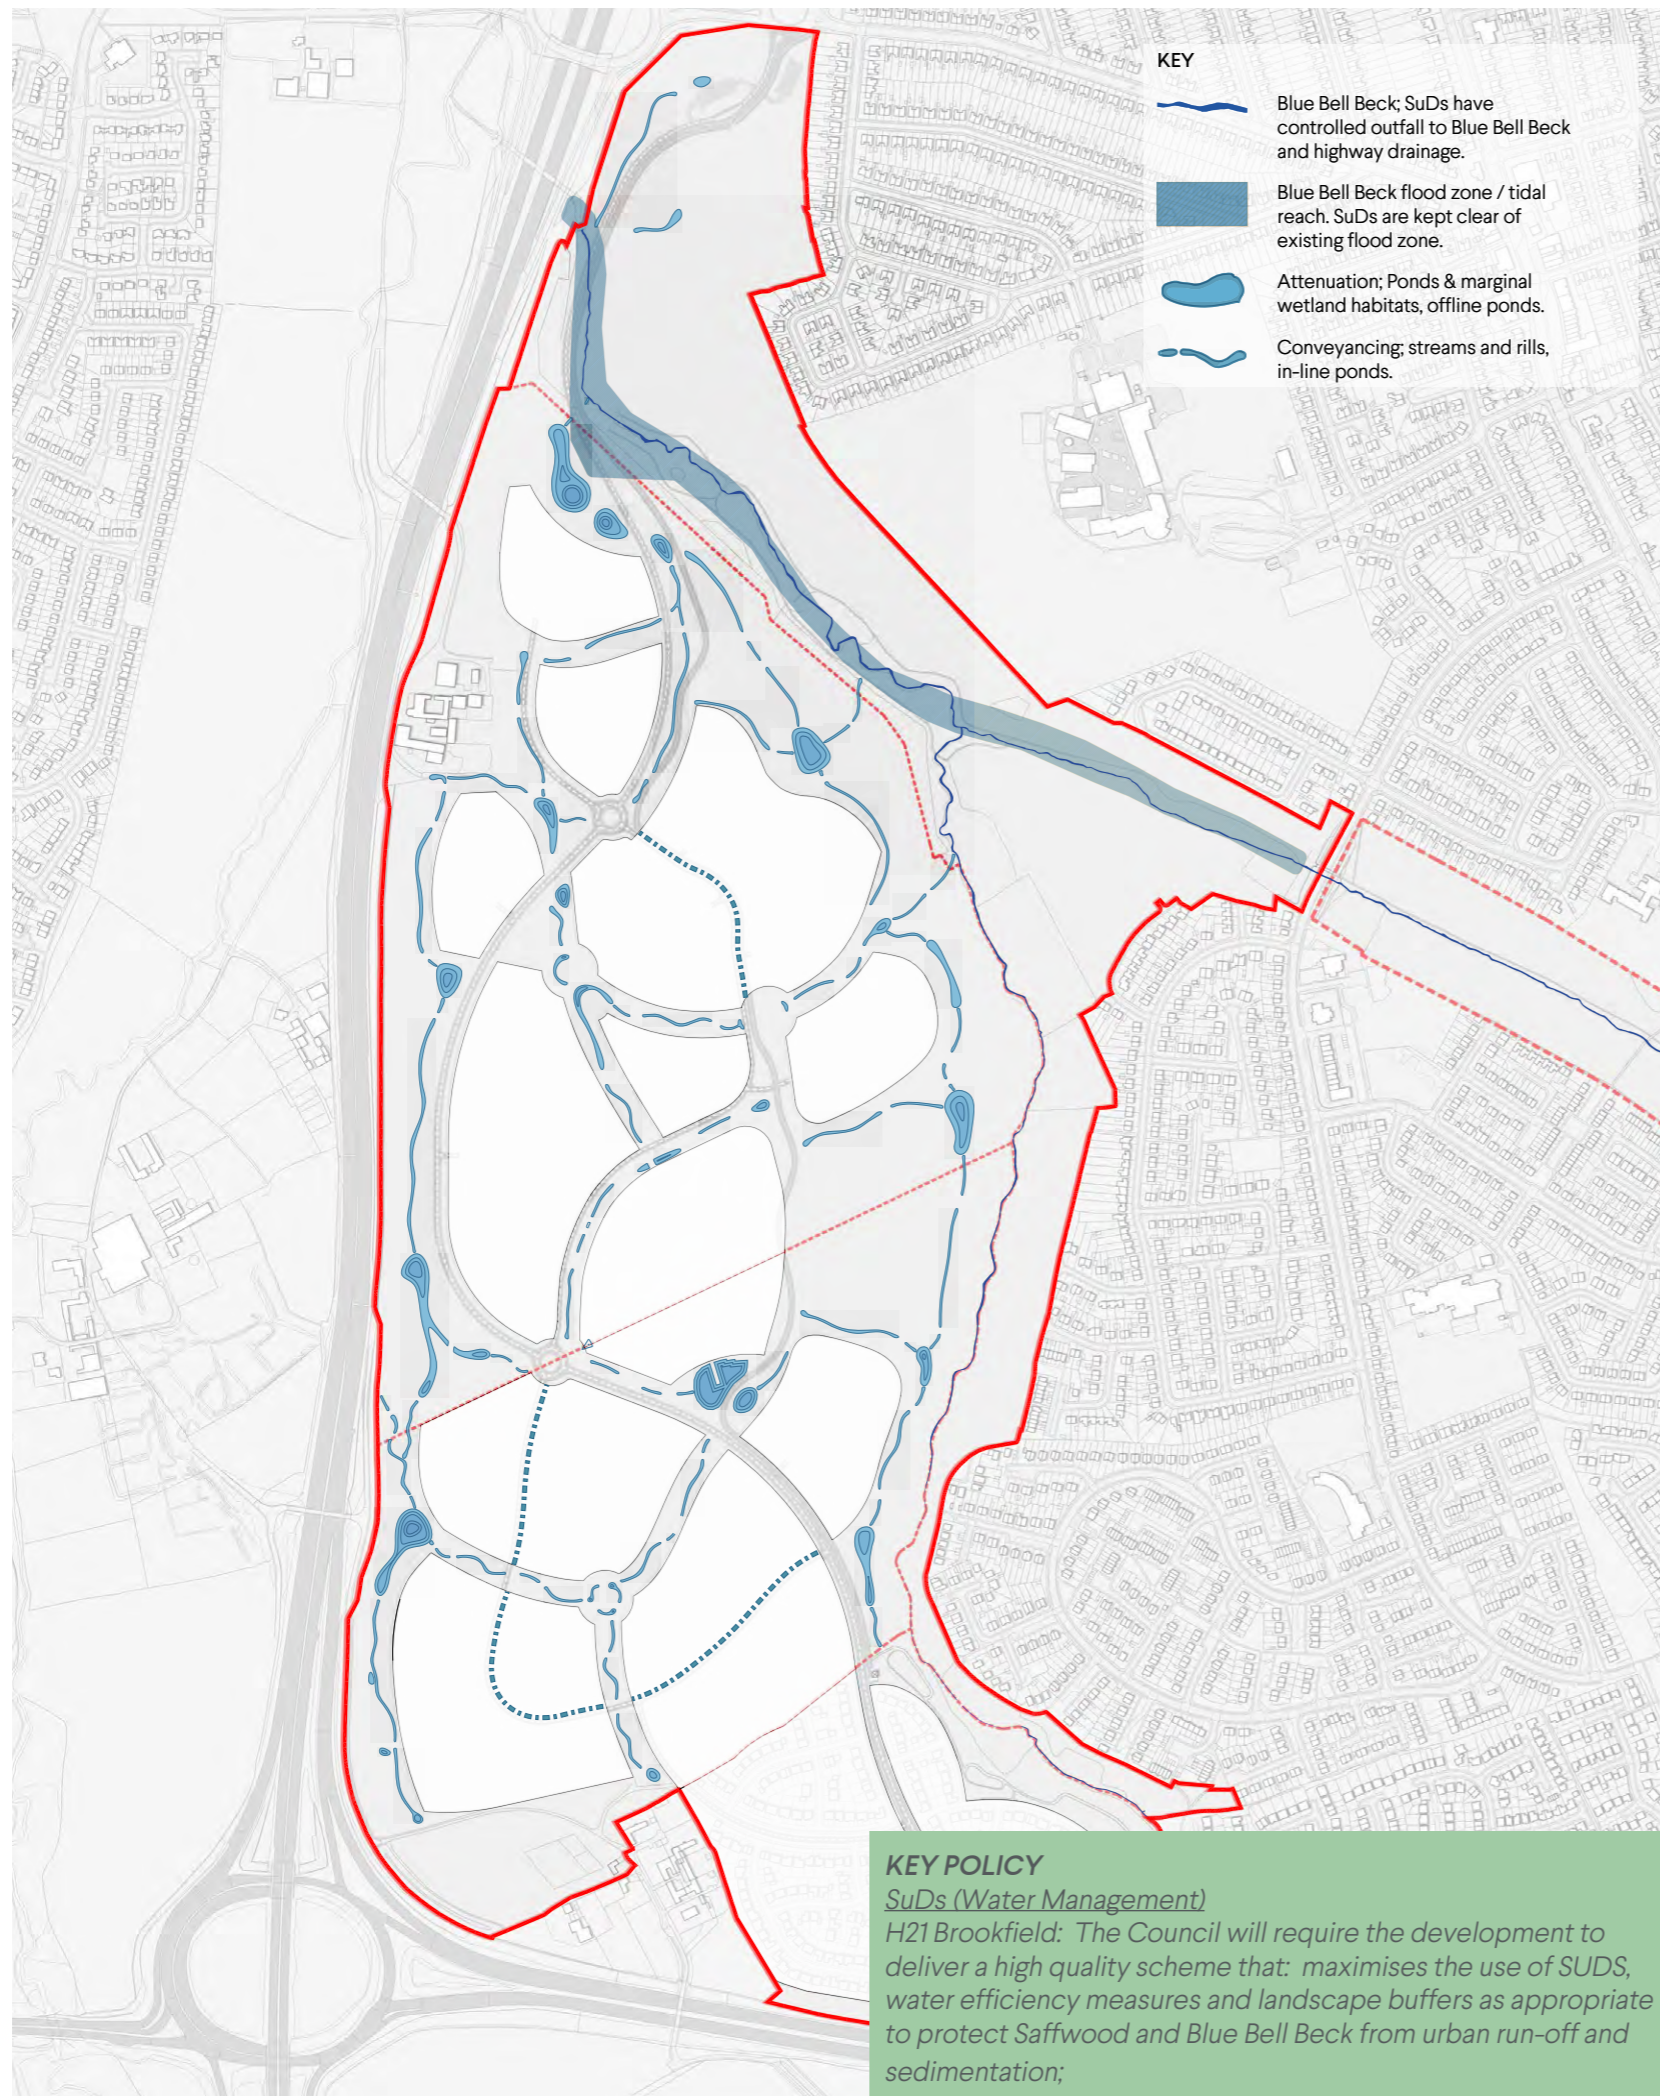 KEY
Blue Bell Beck; SuDs have
controlled outfall to Blue Bell Beck
and highway drainage.
Blue Bell Beck flood zone / tidal
reach. SuDs are kept clear of
existing flood zone.
Attenuation; Ponds & marginal
wetland habitats, offline ponds.
Conveyancing; streams and rills,
in-line ponds.
KEY POLICY
SuDs (Water Management)
H21 Brookfield: The Council will require the development to
deliver a high quality scheme that: maximises the use of SUDS,
water efficiency measures and landscape buffers as appropriate
to protect Saffwood and Blue Bell Beck from urban run-off and
sedimentation;